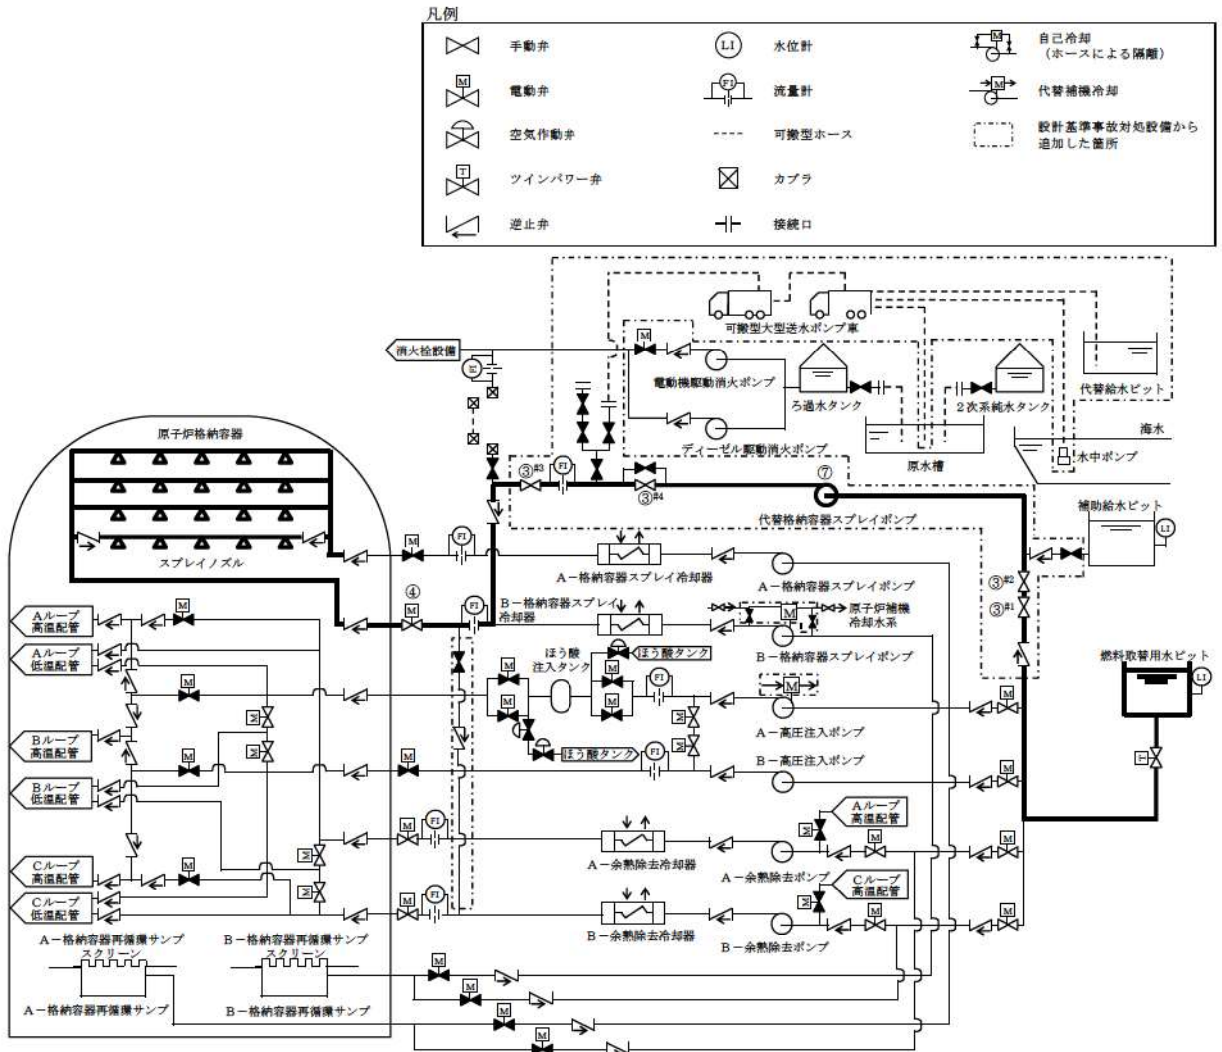 凡例
手動弁
電動弁
空気作動弁
ツインパワー弁
逆止弁
LI
水位計
FI
流量計
可搬型ホース
カプラ
接続口
自己冷却
(ホースによる隔離)
代替補機冷却
設計基準事故対処設備から
追加した箇所
可搬型大型送水ポンプ車
消火栓設備
電動機駆動消火ポンプ
ろ過水タンク
2次系純水タンク
代替給水ピット
ディーゼル駆動消火ポンプ
原水槽
海水
水中ポンプ
原子炉格納容器
スプレイノズル
③#3
FI
③#4
⑦
代替格納容器スプレイポンプ
補助給水ピット
LI
③#2
③#1
A-格納容器スプレイ冷却器
A-格納容器スプレイポンプ
④
B-格納容器スプレイ
冷却器
原子炉補機
冷却水系
B-格納容器スプレイポンプ
燃料取替用水ピット
LI
Aループ
高温配管
Aループ
低温配管
ほう酸
注入タンク
ほう酸タンク
A-高圧注入ポンプ
ほう酸タンク
B-高圧注入ポンプ
Bループ
高温配管
Bループ
低温配管
Aループ
高温配管
A-余熱除去冷却器
A-余熱除去ポンプ
Cループ
高温配管
Cループ
高温配管
Cループ
低温配管
B-余熱除去冷却器
B-余熱除去ポンプ
A-格納容器再循環サンプ
スクリーン
B-格納容器再循環サンプ
スクリーン
A-格納容器再循環サンプ
B-格納容器再循環サンプ